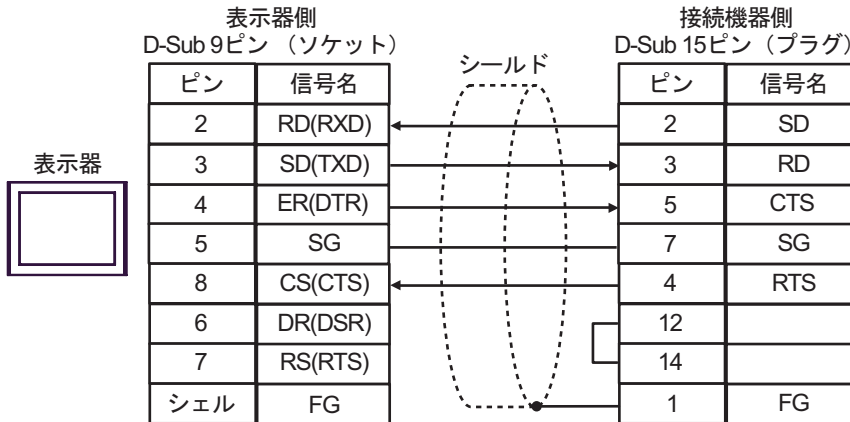 表示器側
D-Sub 9ピン （ソケット）
接続機器側
D-Sub 15ピン（プラグ）
シールド
表示器
ピン 信号名 ピン 信号名
2 RD(RXD) 2 SD
3 SD(TXD) 3 RD
4 ER(DTR) 5 CTS
5 SG 7 SG
8 CS(CTS) 4 RTS
6 DR(DSR) 12
7 RS(RTS) 14
シェル FG 1 FG